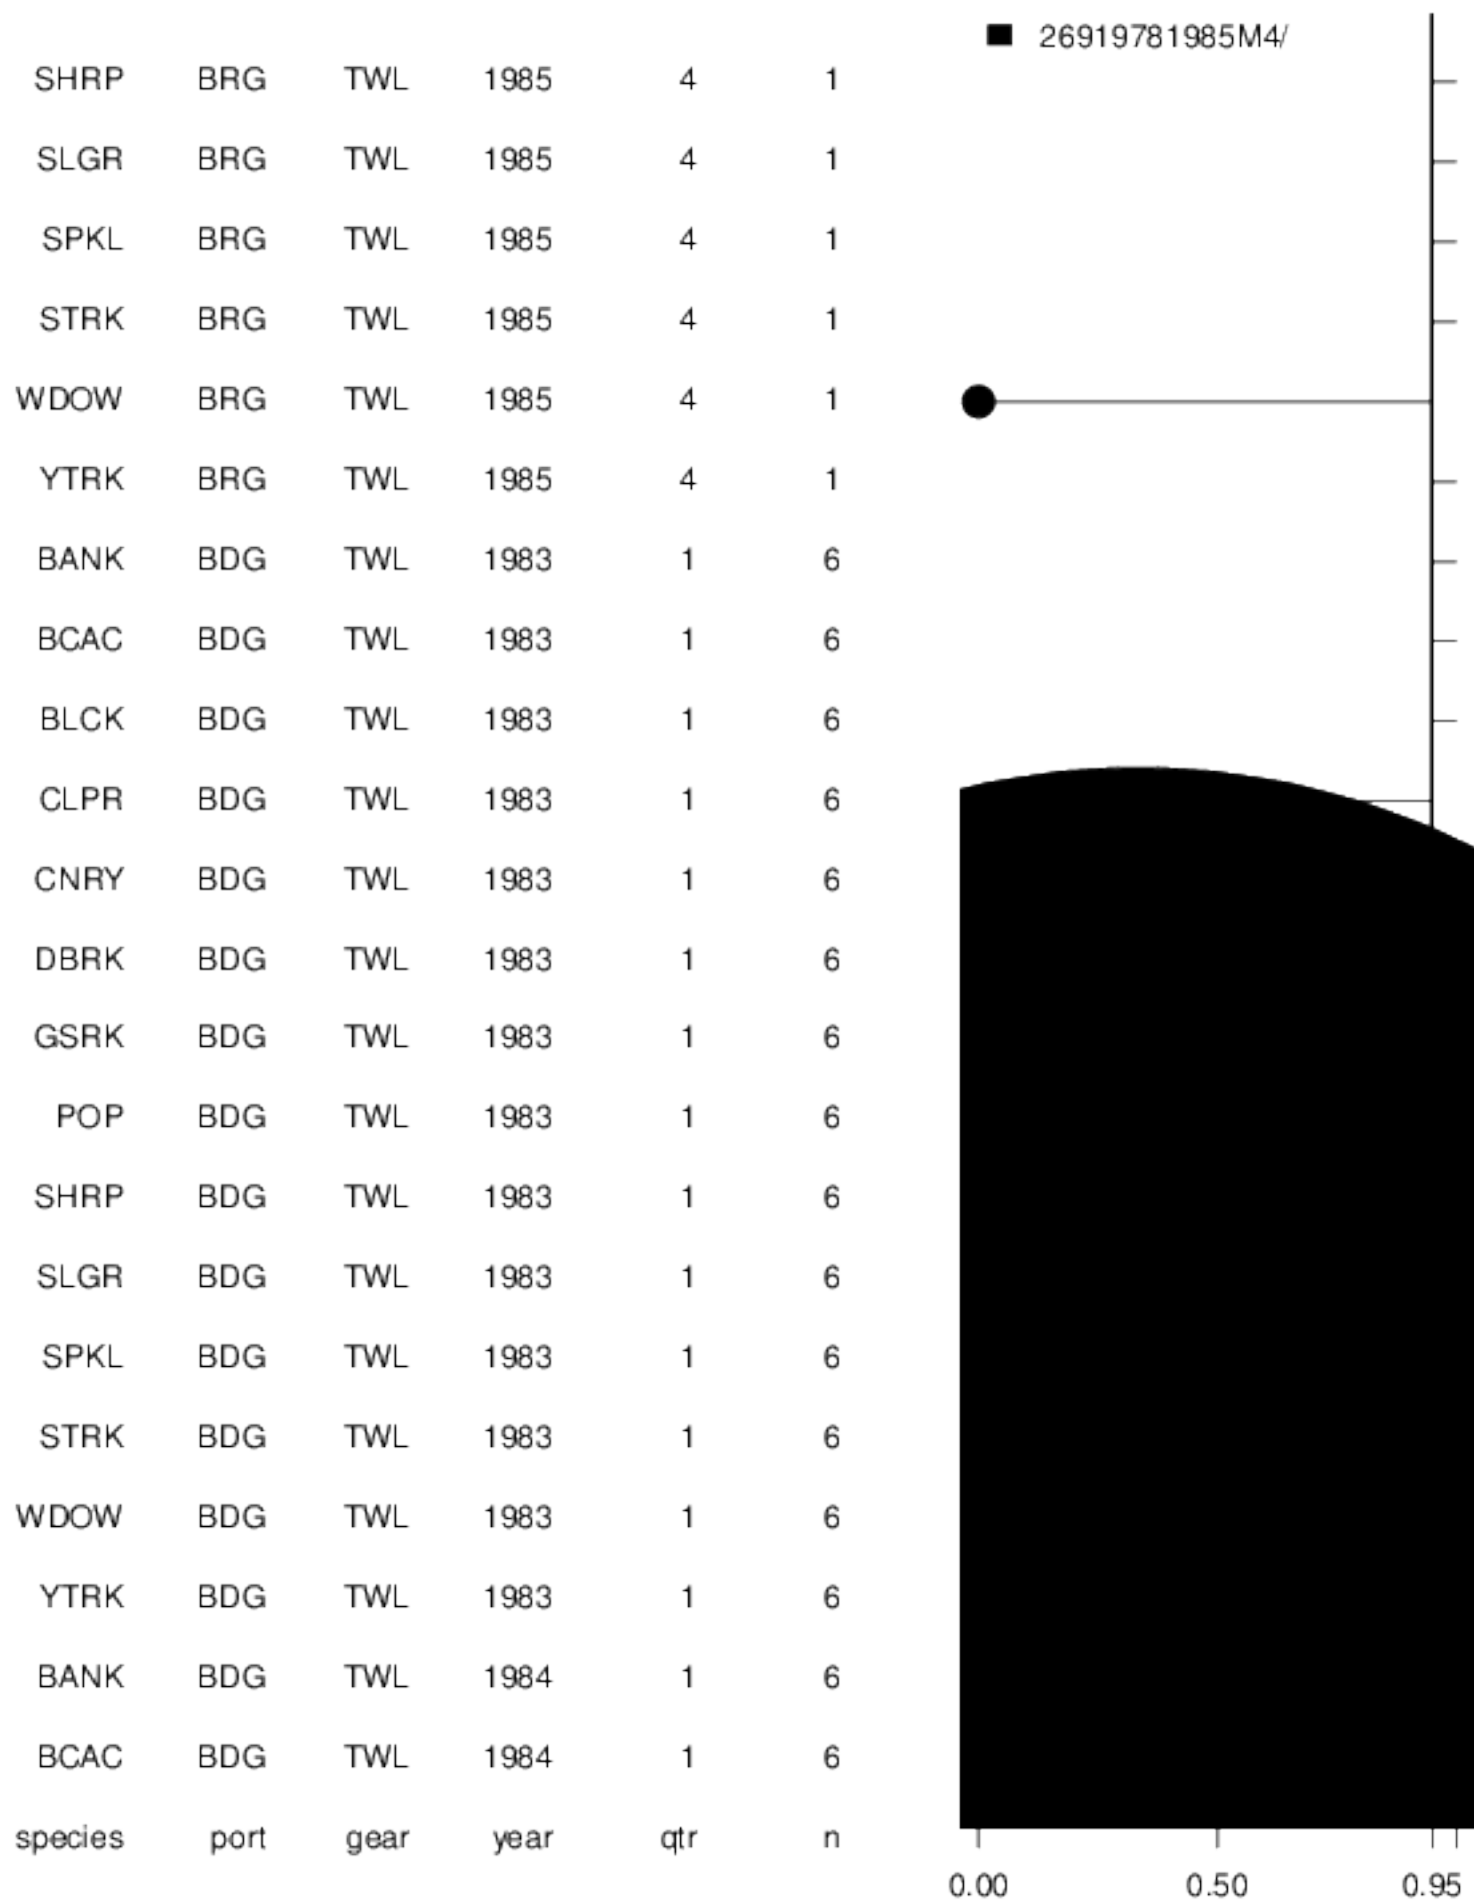 26919781985M4/
SHRP BRG TWL 1985 4 1
SLGR BRG TWL 1985 4 1
SPKL BRG TWL 1985 4 1
STRK BRG TWL 1985 4 1
WDOW BRG TWL 1985 4 1
YTRK BRG TWL 1985 4 1
BANK BDG TWL 1983 1 6
BCAC BDG TWL 1983 1 6
BLCK BDG TWL 1983 1 6
CLPR BDG TWL 1983 1 6
CNRY BDG TWL 1983 1 6
DBRK BDG TWL 1983 1 6
GSRK BDG TWL 1983 1 6
POP BDG TWL 1983 1 6
SHRP BDG TWL 1983 1 6
SLGR BDG TWL 1983 1 6
SPKL BDG TWL 1983 1 6
STRK BDG TWL 1983 1 6
WDOW BDG TWL 1983 1 6
YTRK BDG TWL 1983 1 6
BANK BDG TWL 1984 1 6
BCAC BDG TWL 1984 1 6
species port gear year qtr n
0.00 0.50 0.95